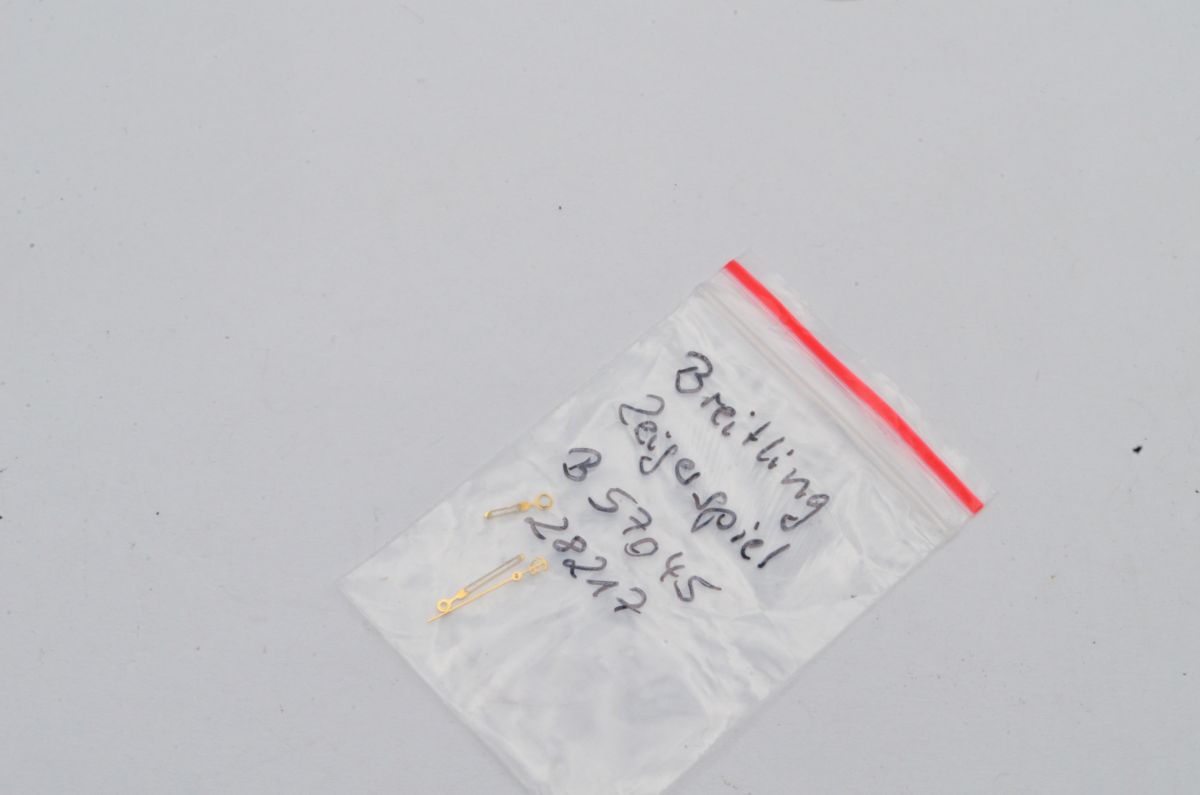 Breitling
Zeigerspiel
B 57045
28217